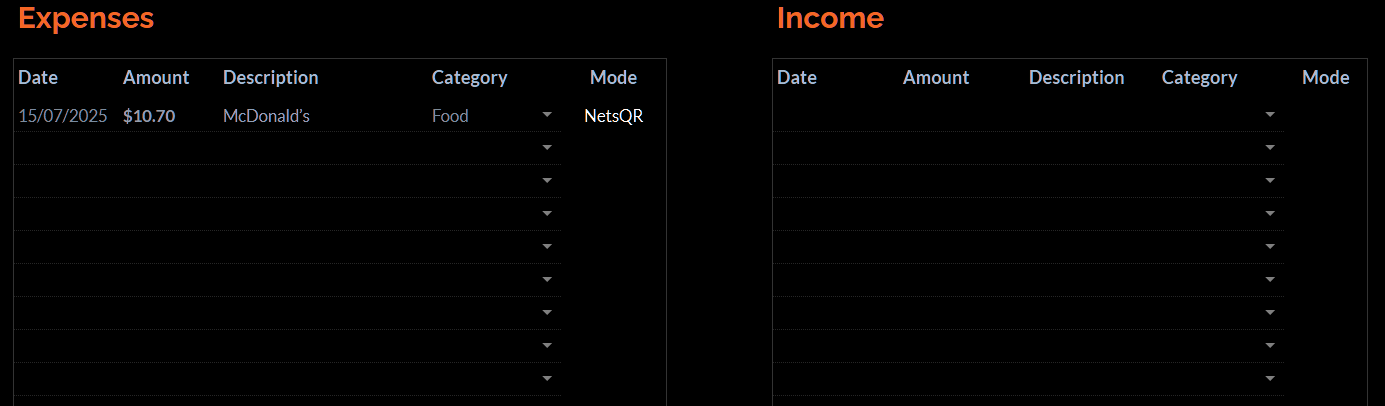 Expenses
Income
Date Amount Description Category Mode
Date Amount Description Category Mode
15/07/2025 $10.70 McDonald's Food NetsQR